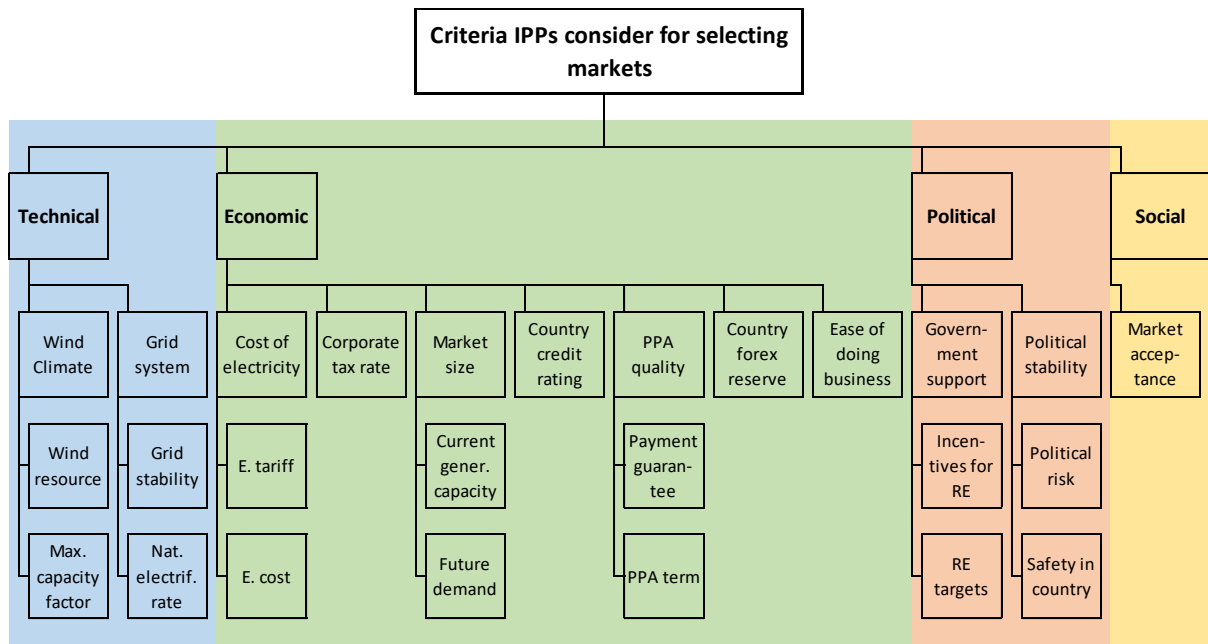 Criteria IPPs consider for selecting
markets
Technical
Economic
Political
Social
Wind
Climate
Grid
system
Cost of
electricity
Corporate
tax rate
Market
size
Country
credit
rating
PPA
quality
Country
forex
reserve
Ease of
doing
business
Govern-
ment
support
Political
stability
Market
accep-
tance
Wind
resource
Grid
stability
E. tariff
Current
gener.
capacity
Payment
guaran-
tee
Incen-
tives for
RE
Political
risk
Max.
capacity
factor
Nat.
electrif.
rate
E. cost
Future
demand
PPA term
RE
targets
Safety in
country